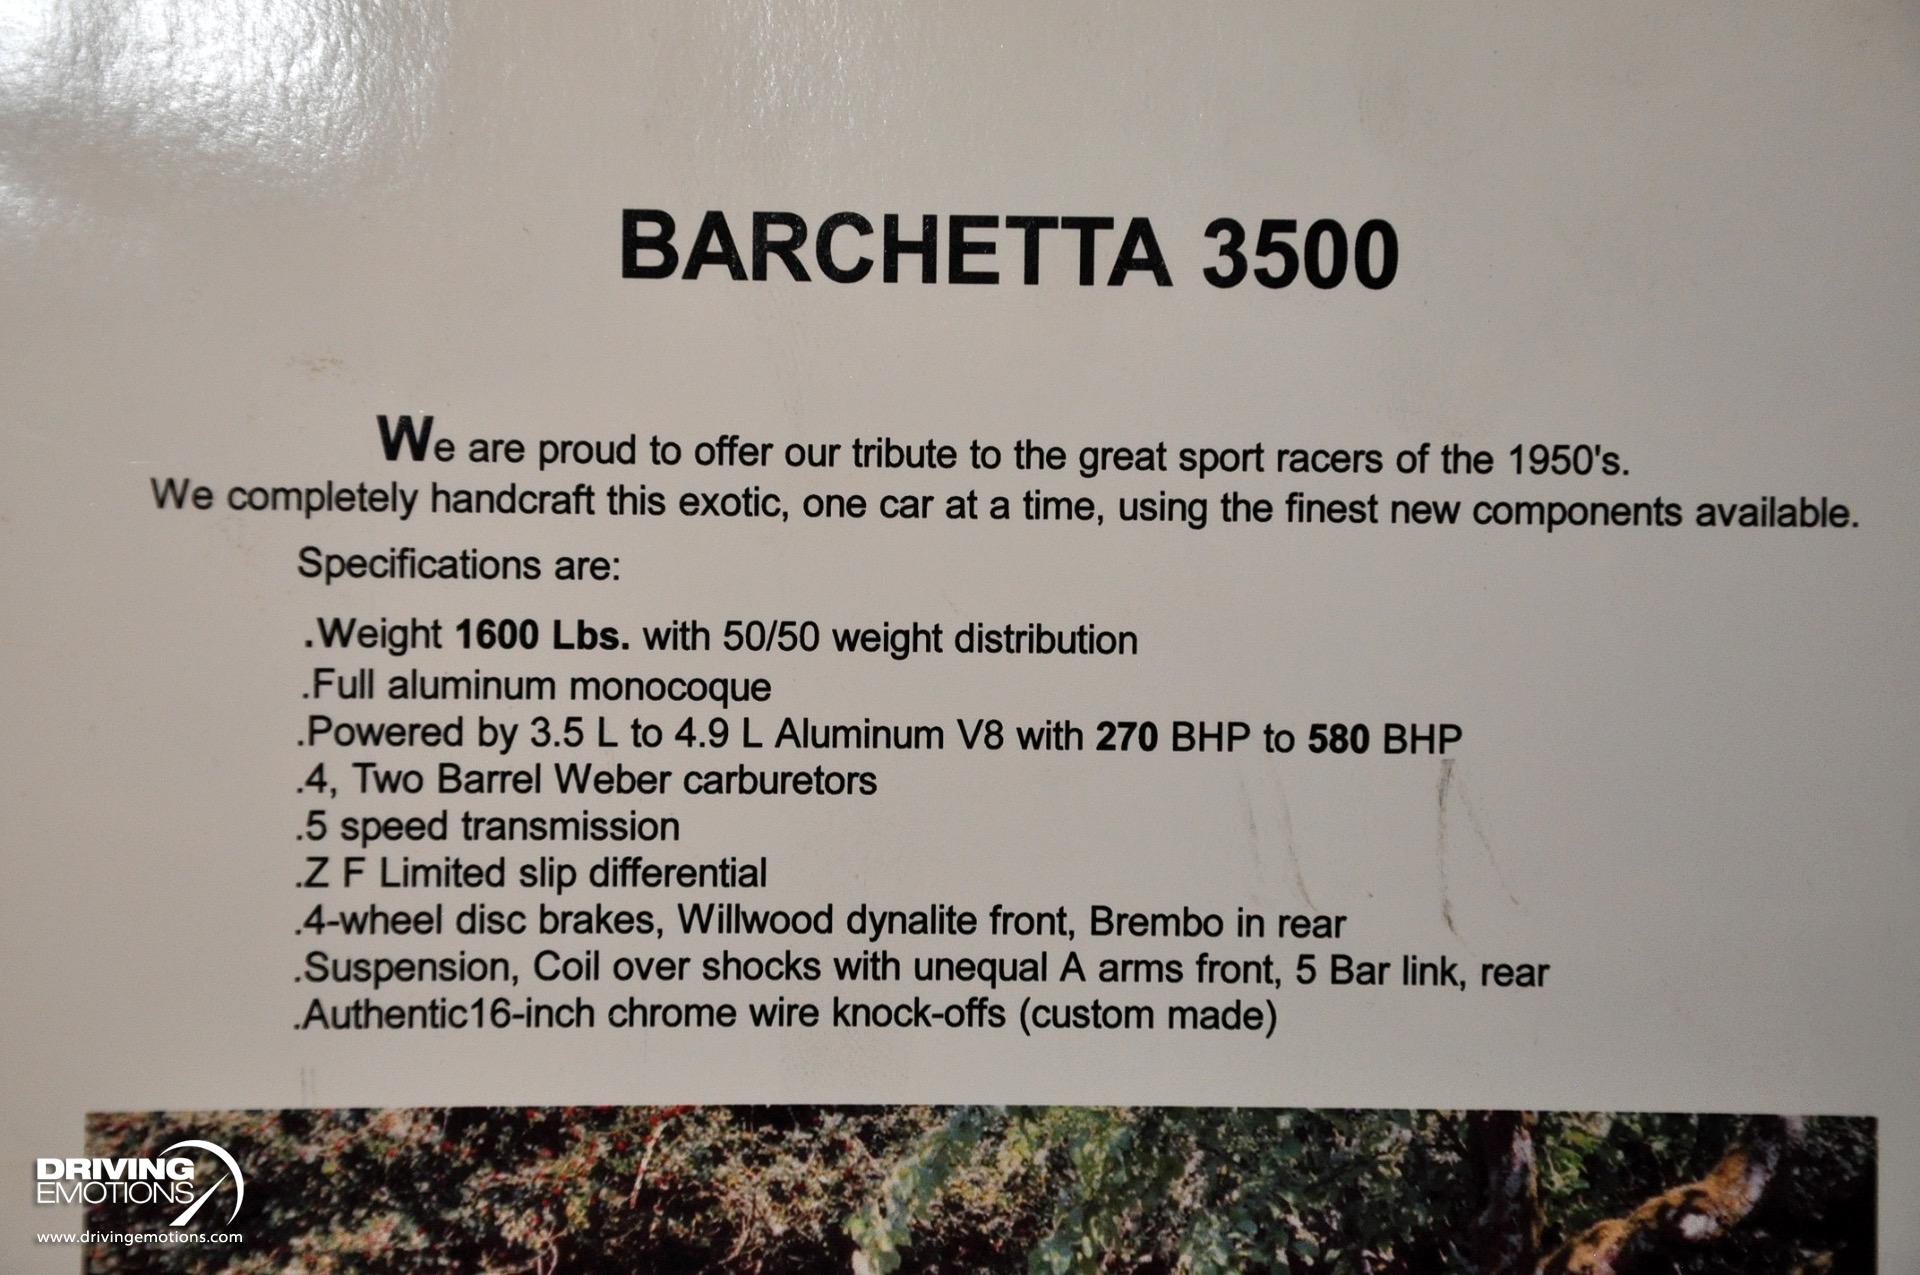 BARCHETTA 3500
We are proud to offer our tribute to the great sport racers of the 1950's.
We completely handcraft this exotic, one car at a time, using the finest new components available.
Specifications are:
.Weight 1600 Lbs. with 50/50 weight distribution
.Full aluminum monocoque
.Powered by 3.5 L to 4.9 L Aluminum V8 with 270 BHP to 580 BHP
.4, Two Barrel Weber carburetors
.5 speed transmission
.Z F Limited slip differential
.4-wheel disc brakes, Willwood dynalite front, Brembo in rear
.Suspension, Coil over shocks with unequal A arms front, 5 Bar link, rear
.Authentic16-inch chrome wire knock-offs (custom made)
DRIVING
EMOTIONS
www.drivingemotions.com